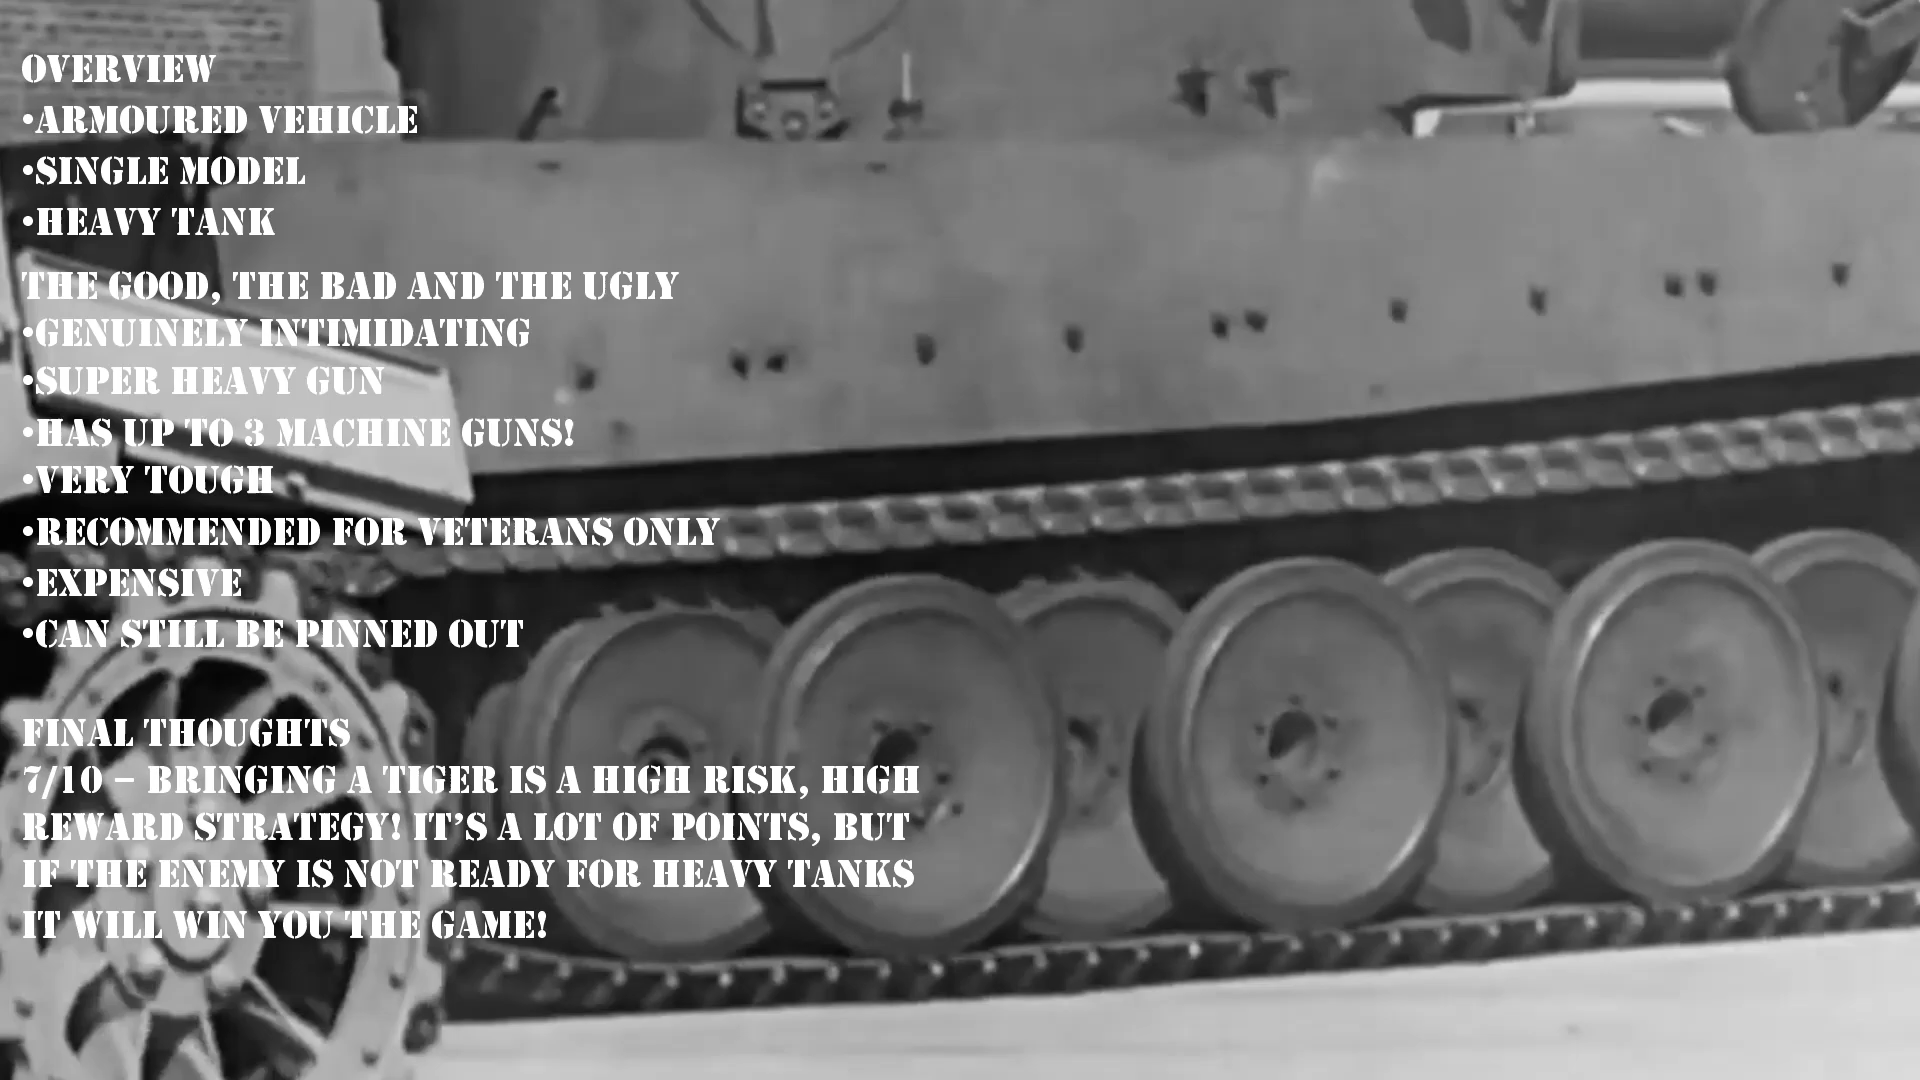 OVERVIEW
•ARMOURED VEHICLE
•SINGLE MODEL
•HEAVY TANK
THE GOOD, THE BAD AND THE UGLY
•GENUINELY INTIMIDATING
•SUPER HEAVY GUN
•HAS UP TO 3 MACHINE GUNS!
•VERY TOUGH
•RECOMMENDED FOR VETERANS ONLY
•EXPENSIVE
•CAN STILL BE PINNED OUT
FINAL THOUGHTS
7/10 – BRINGING A TIGER IS A HIGH RISK, HIGH
REWARD STRATEGY! IT'S A LOT OF POINTS, BUT
IF THE ENEMY IS NOT READY FOR HEAVY TANKS
IT WILL WIN YOU THE GAME!